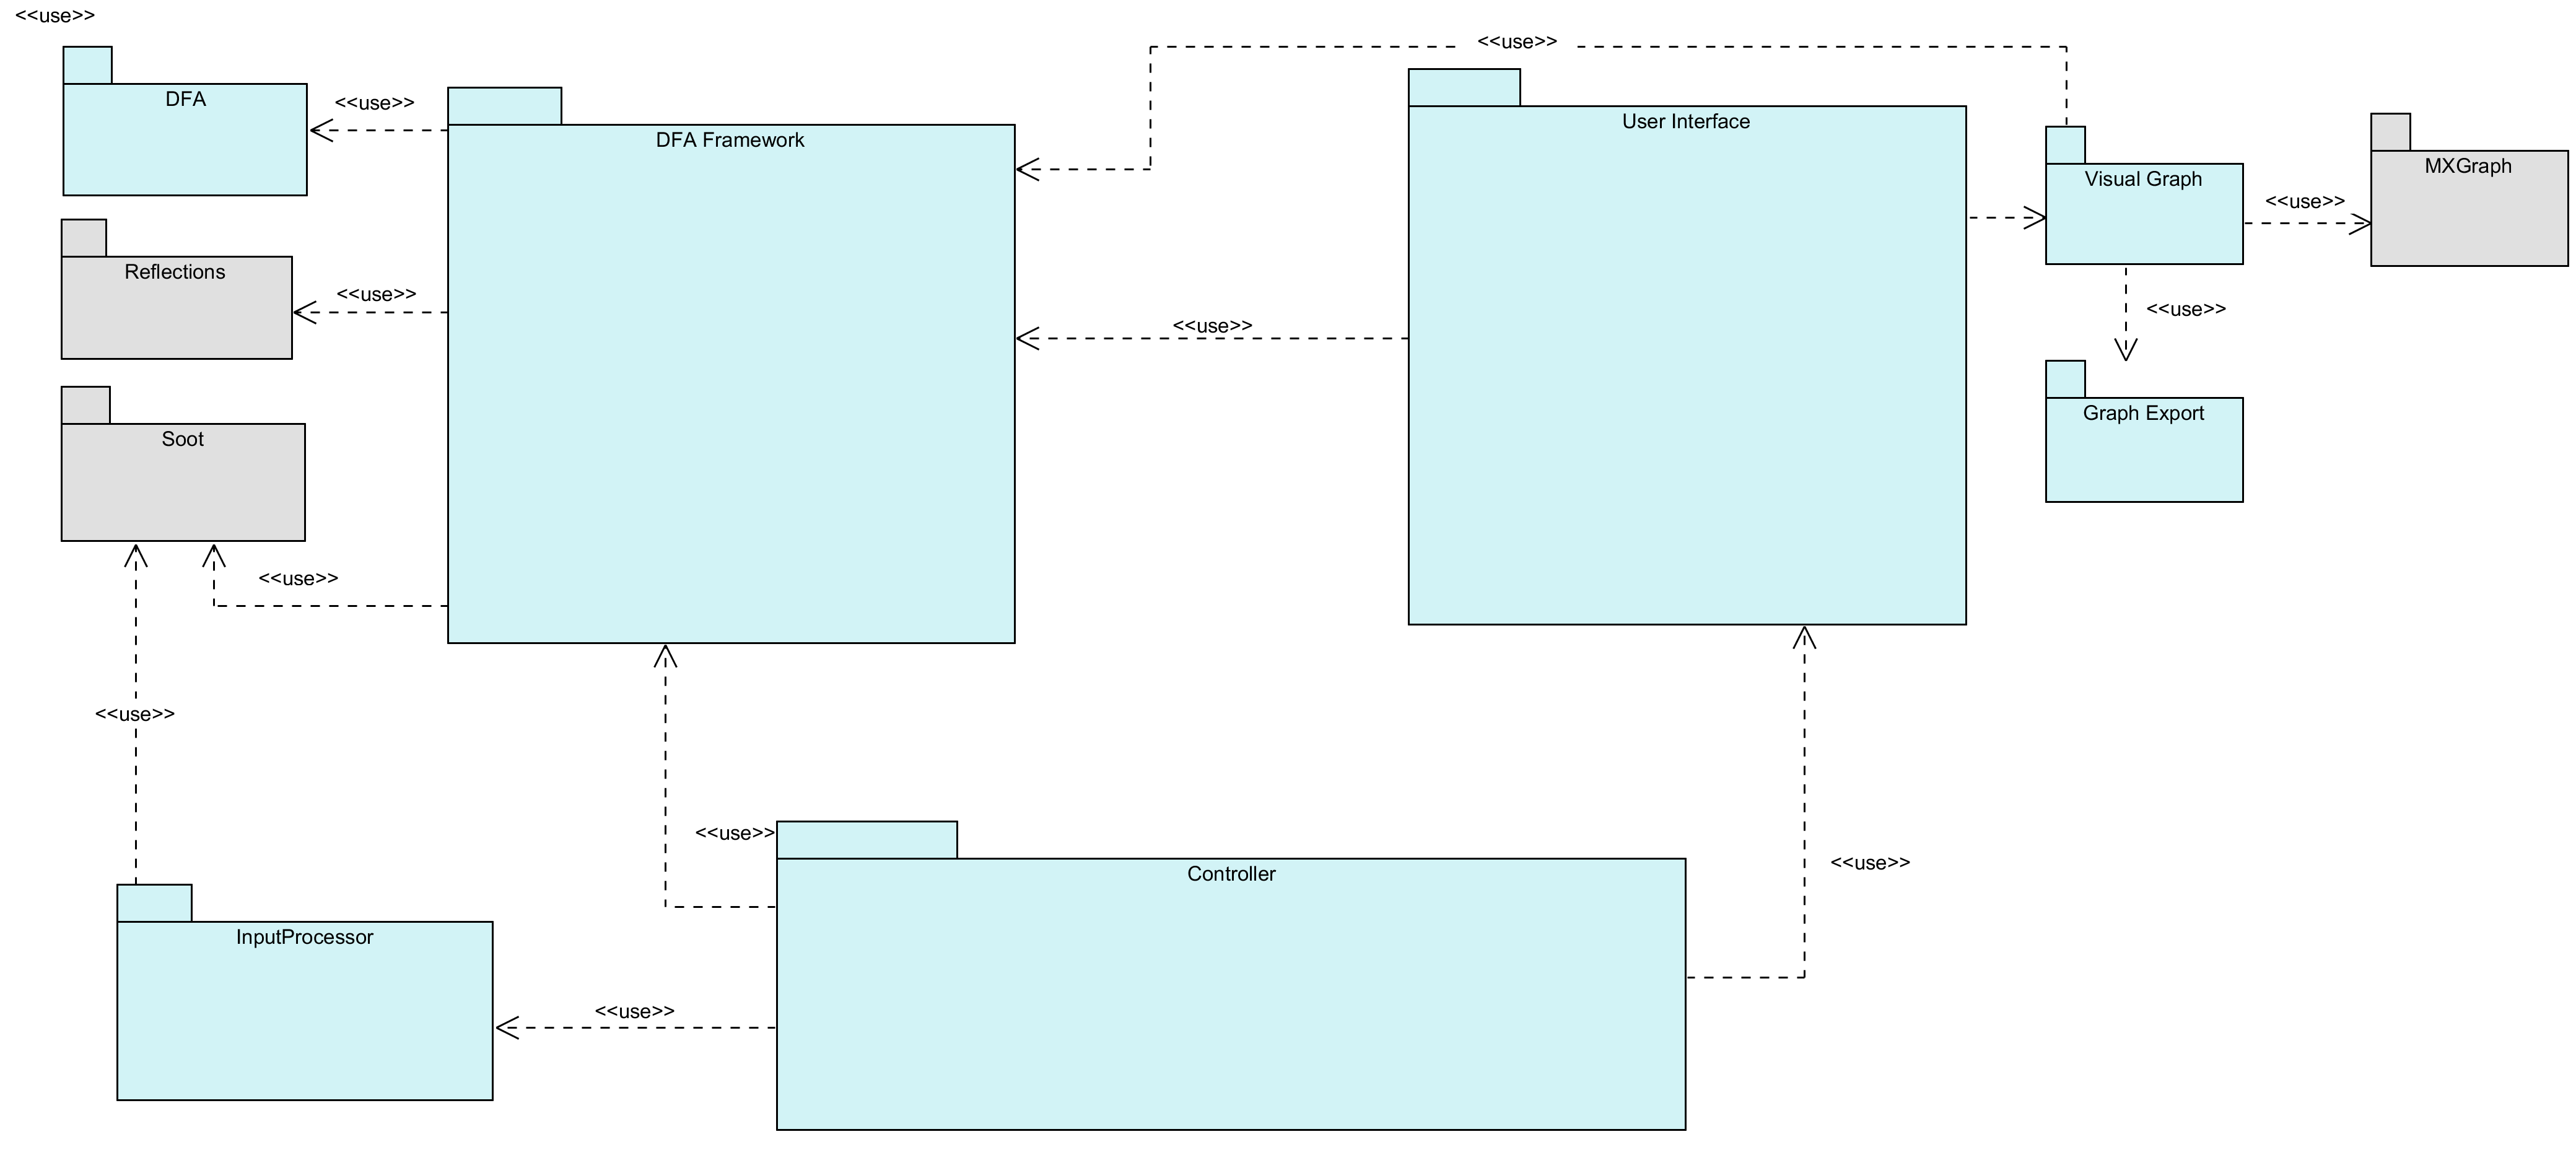 <<use>>
<<use>>
DFA
<<use>>
DFA Framework
User Interface
Visual Graph
MXGraph
<<use>>
Reflections
<<use>>
<<use>>
<<use>>
Soot
Graph Export
<<use>>
<<use>>
<<use>>
<<use>>
Controller
InputProcessor
<<use>>